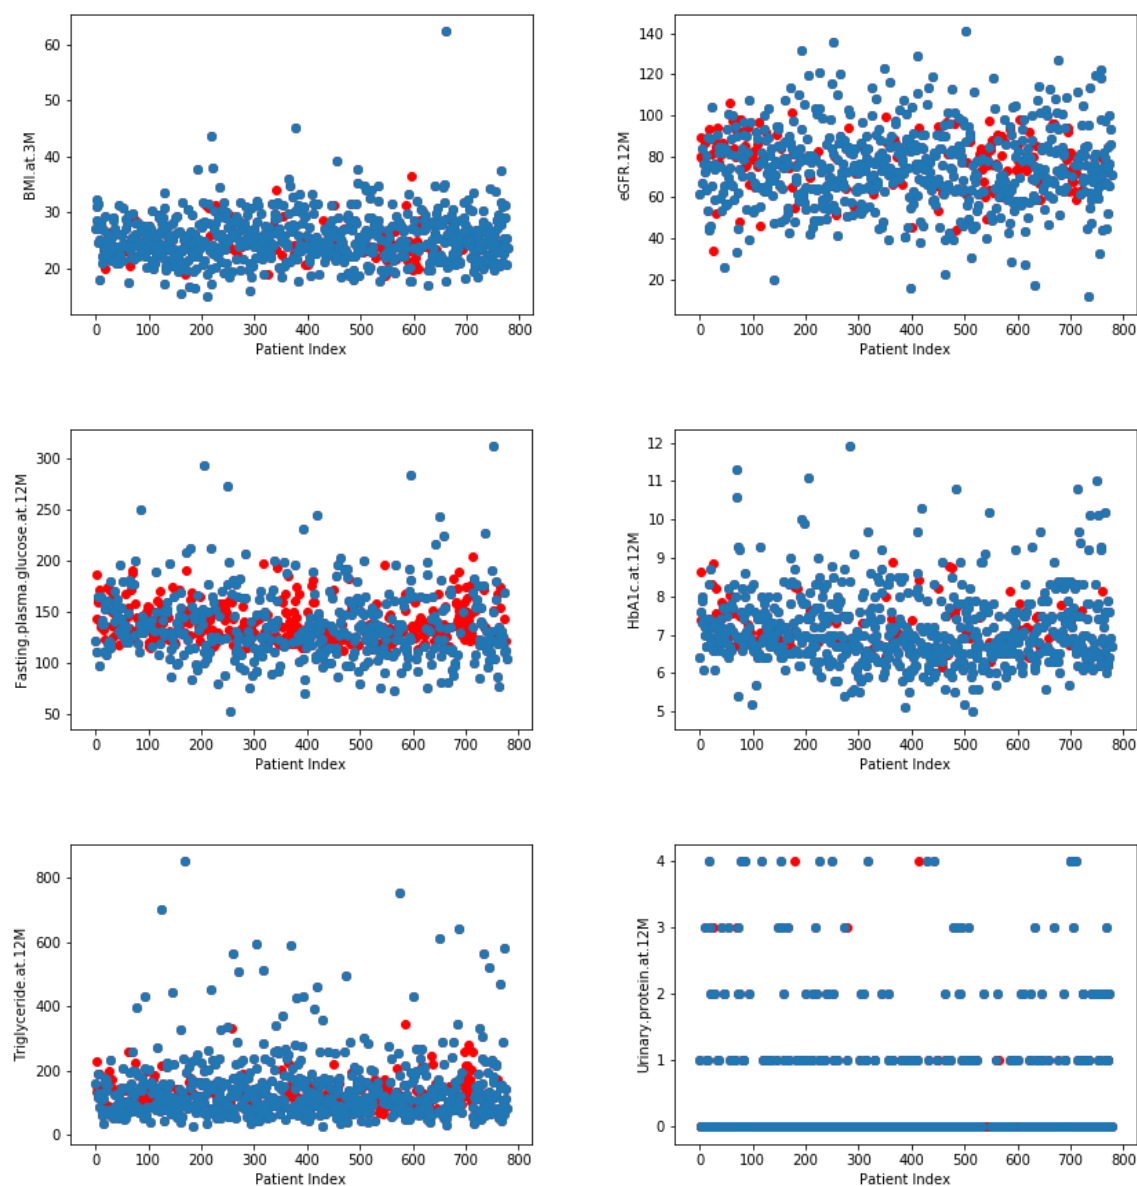 BMI.at.3M
60
50
40
30
20
0 100 200 300 400 500 600 700 800
Patient Index
eGFR.12M
140
120
100
80
60
40
20
0 100 200 300 400 500 600 700 800
Patient Index
Fasting.plasma.glucose.at.12M
300
250
200
150
100
50
0 100 200 300 400 500 600 700 800
Patient Index
HbA1c.at.12M
12
11
10
9
8
7
6
5
0 100 200 300 400 500 600 700 800
Patient Index
Triglyceride.at.12M
800
600
400
200
0
0 100 200 300 400 500 600 700 800
Patient Index
Urinary.protein.at.12M
4
3
2
1
0
0 100 200 300 400 500 600 700 800
Patient Index